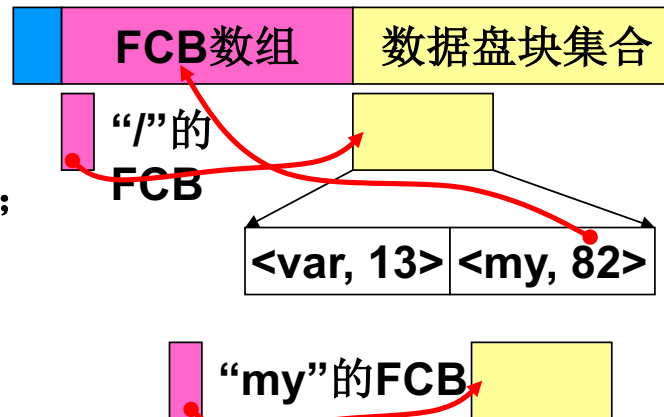 FCB数组 数据盘块集合
“/”的
FCB
；
<var, 13> <my, 82>
“my”的FCB